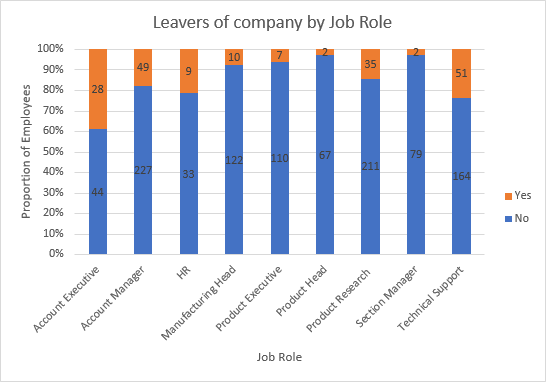 Leavers of company by Job Role
100%
90%
80%
70%
60%
50%
40%
30%
20%
10%
0%
Proportion of Employees
28
49
9
10
7
2
35
2
51
44
227
33
122
110
67
211
79
164
Yes
No
Account Executive
Account Manager
HR
Manufacturing Head
Product Executive
Product Head
Product Research
Section Manager
Technical Support
Job Role